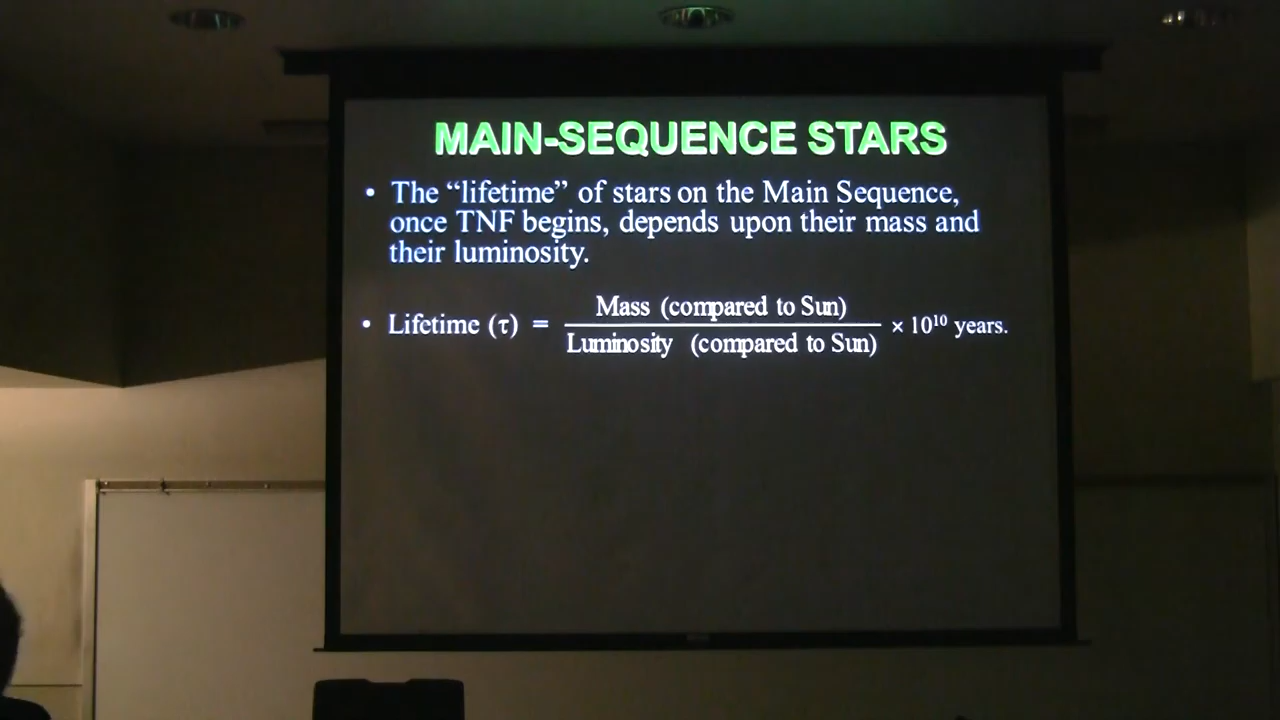 MAIN-SEQUENCE STARS
• The “lifetime” of stars on the Main Sequence,
once TNF begins, depends upon their mass and
their luminosity.
Mass (compared to Sun)
• Lifetime (τ) = × 10¹⁰ years.
Luminosity (compared to Sun)